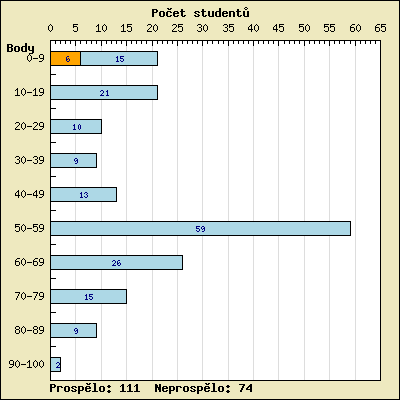 Počet studentů
0 5 10 15 20 25 30 35 40 45 50 55 60 65
Body
0-9 6 15
10-19 21
20-29 10
30-39 9
40-49 13
50-59 59
60-69 26
70-79 15
80-89 9
90-100 2
Prospělo: 111 Neprospělo: 74